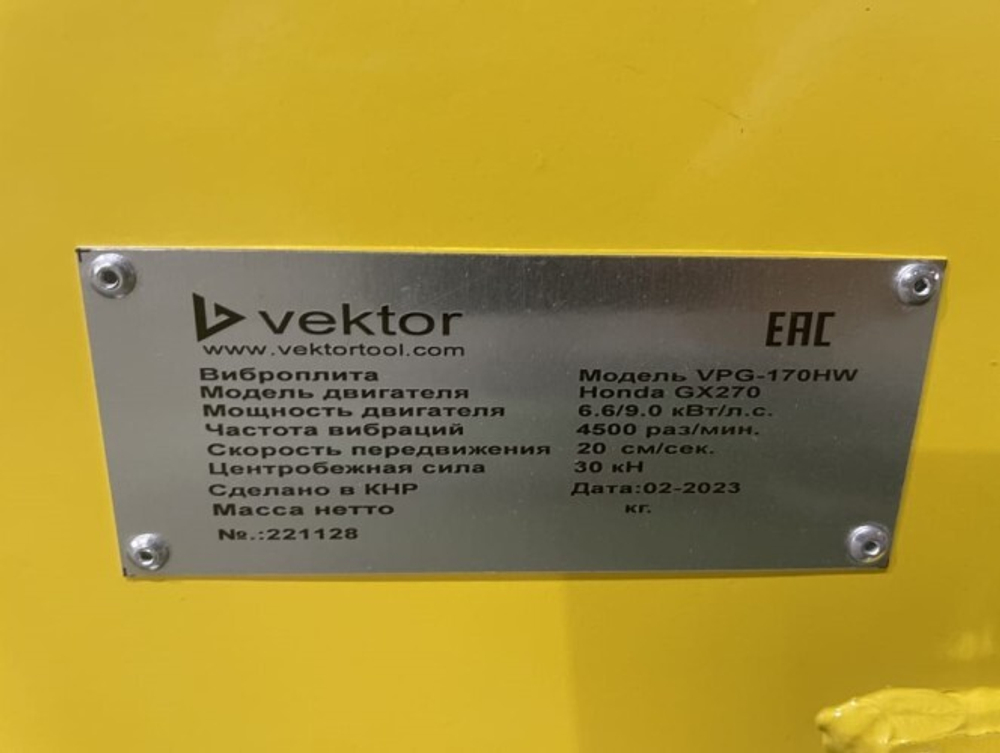 vektor
EAC
www.vektortool.com
Виброплита Модель VPG-170HW
Модель двигателя Honda GX270
Мощность двигателя 6.6/9.0 кВт/л.с.
Частота вибраций 4500 раз/мин.
Скорость передвижения 20 см/сек.
Центробежная сила 30 кН
Сделано в КНР Дата:02-2023
Масса нетто кг.
№.:221128